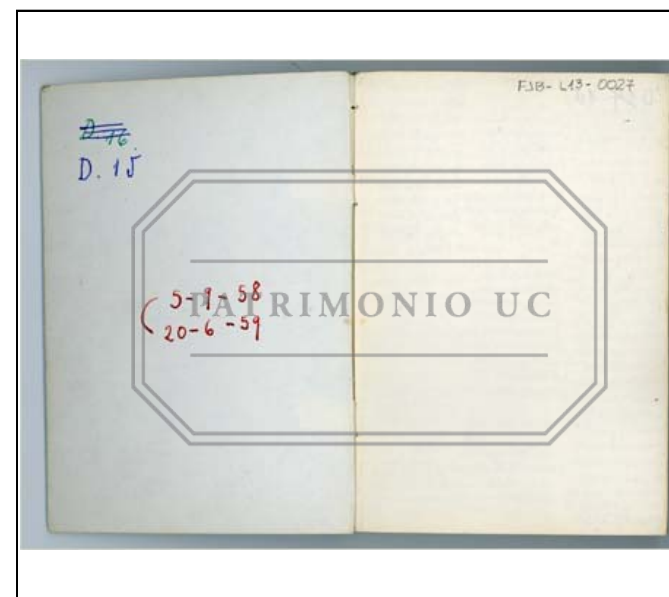 D. 16
D. 15
5-9-58
20-6-59
FJB-L13-0027
PATRIMONIO UC